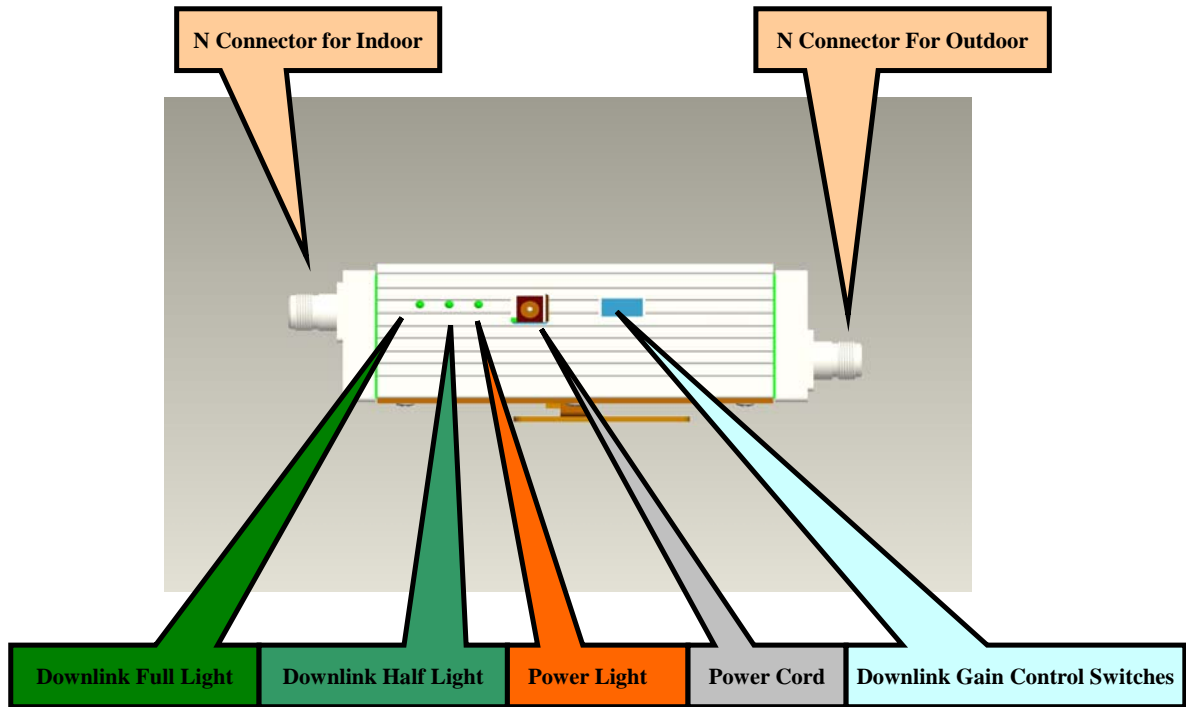 N Connector for Indoor
N Connector For Outdoor
Downlink Full Light
Downlink Half Light
Power Light
Power Cord
Downlink Gain Control Switches